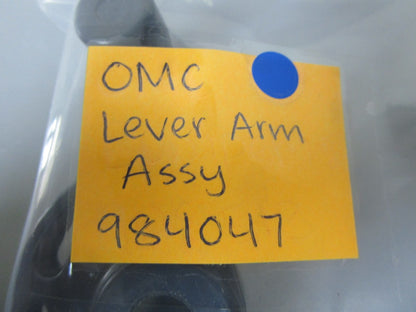 OMC
Lever Arm
Assy
984047